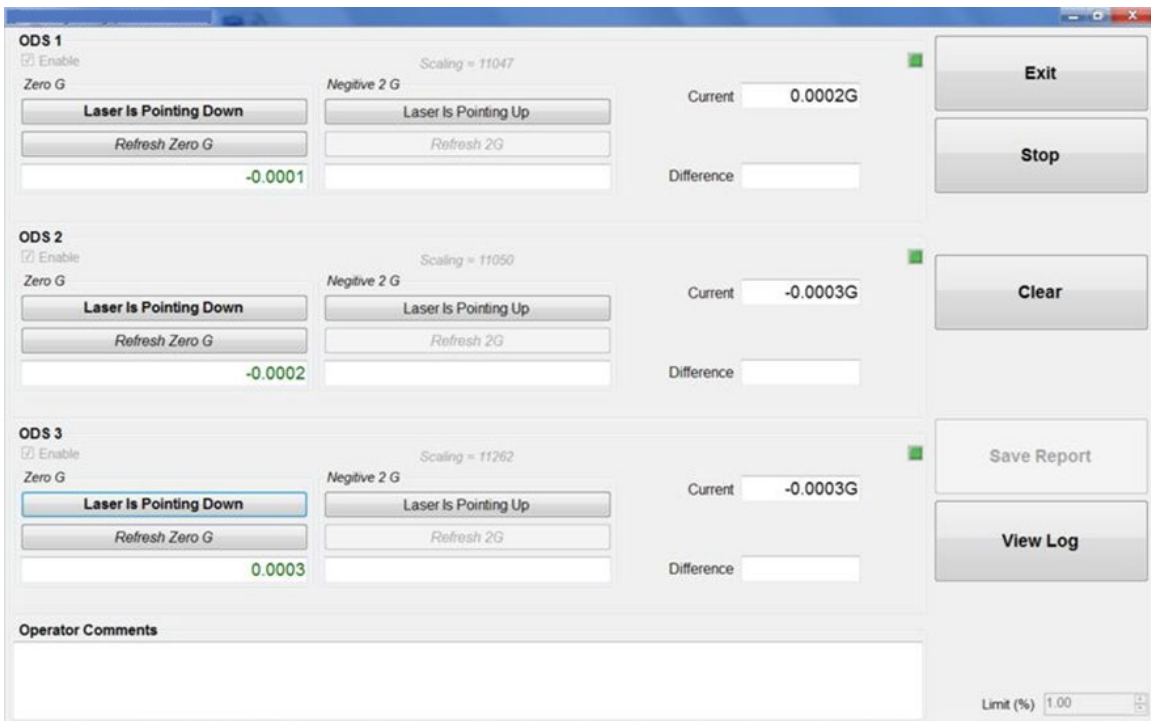 ODS 1
Enable
Scaling = 11047
Zero G
Negitive 2 G
Laser Is Pointing Down
Laser Is Pointing Up
Current 0.0002G
Refresh Zero G
Refresh 2G
-0.0001
Difference
ODS 2
Enable
Scaling = 11050
Zero G
Negitive 2 G
Laser Is Pointing Down
Laser Is Pointing Up
Current -0.0003G
Refresh Zero G
Refresh 2G
-0.0002
Difference
ODS 3
Enable
Scaling = 11262
Zero G
Negitive 2 G
Laser Is Pointing Down
Laser Is Pointing Up
Current -0.0003G
Refresh Zero G
Refresh 2G
0.0003
Difference
Operator Comments
Exit
Stop
Clear
Save Report
View Log
Limit (%) 1.00